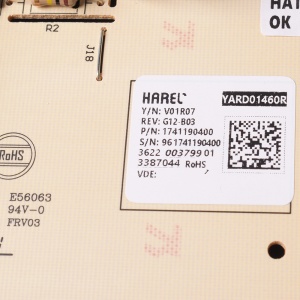 HAT
OK
R2
J18
HAREL YARD01460R
Y/N: V01R07
REV: G12-B03
P/N: 1741190400
S/N: 961741190400
3622 003799 01
3387044 RoHS
VDE:
RoHS
E56063
94V-0
FRV03